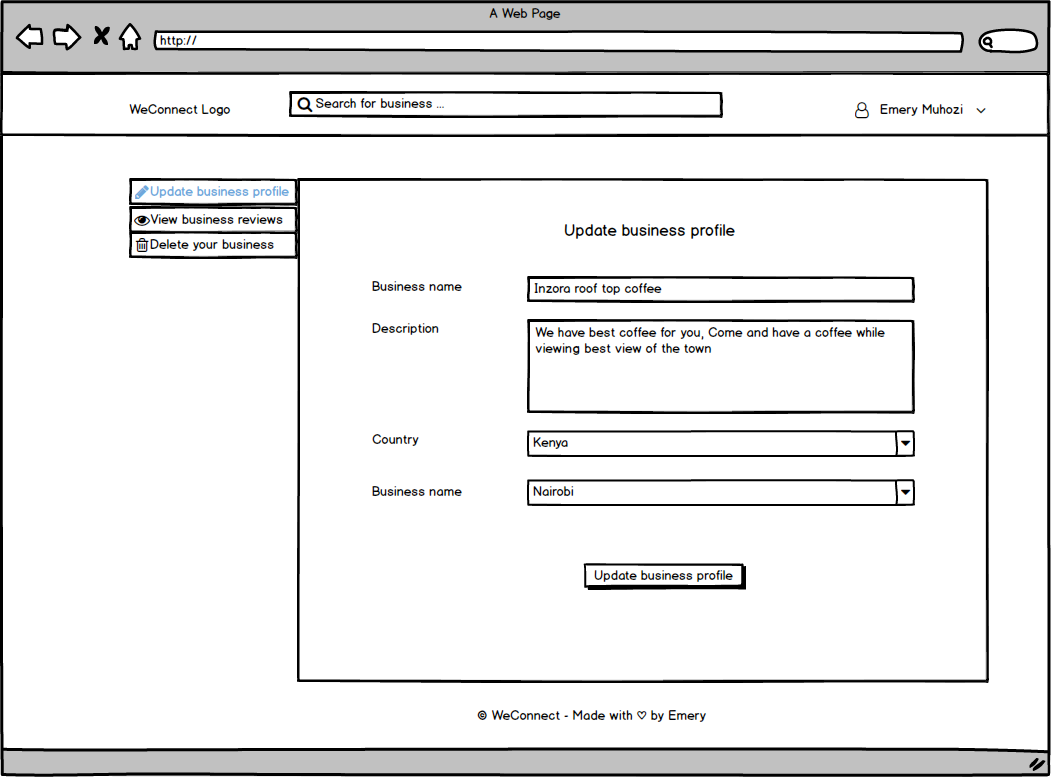 A Web Page
http://
WeConnect Logo
Search for business ...
Emery Muhozi
Update business profile
View business reviews
Delete your business
Update business profile
Business name
Inzora roof top coffee
Description
We have best coffee for you, Come and have a coffee while
viewing best view of the town
Country
Kenya
Business name
Nairobi
Update business profile
© WeConnect - Made with ♡ by Emery